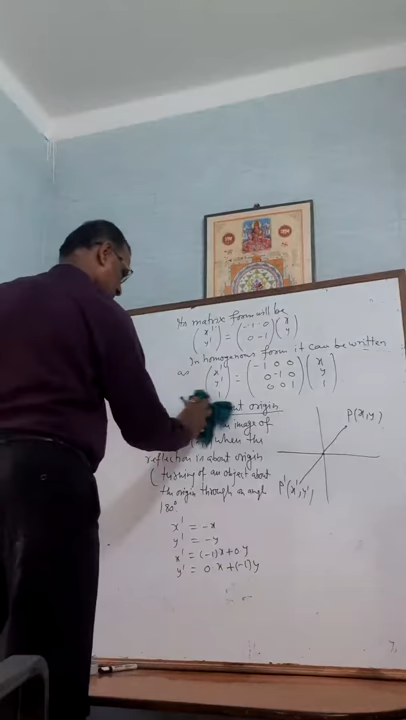 In matrix form will be
(x' y') = (-1 0 0 -1) (x y)
In homogenous form it can be written
as (x' y' 1) = (-1 0 0 0 -1 0 0 0 1) (x y 1)
origin
image of
when the
reflection is about origin
(turning of an object about
the origin through an angle
180°
x' = -x
y' = -y
x' = (-1)x+0.y
y' = 0.x+(-1)y
P(x,y)
P'(x',y')